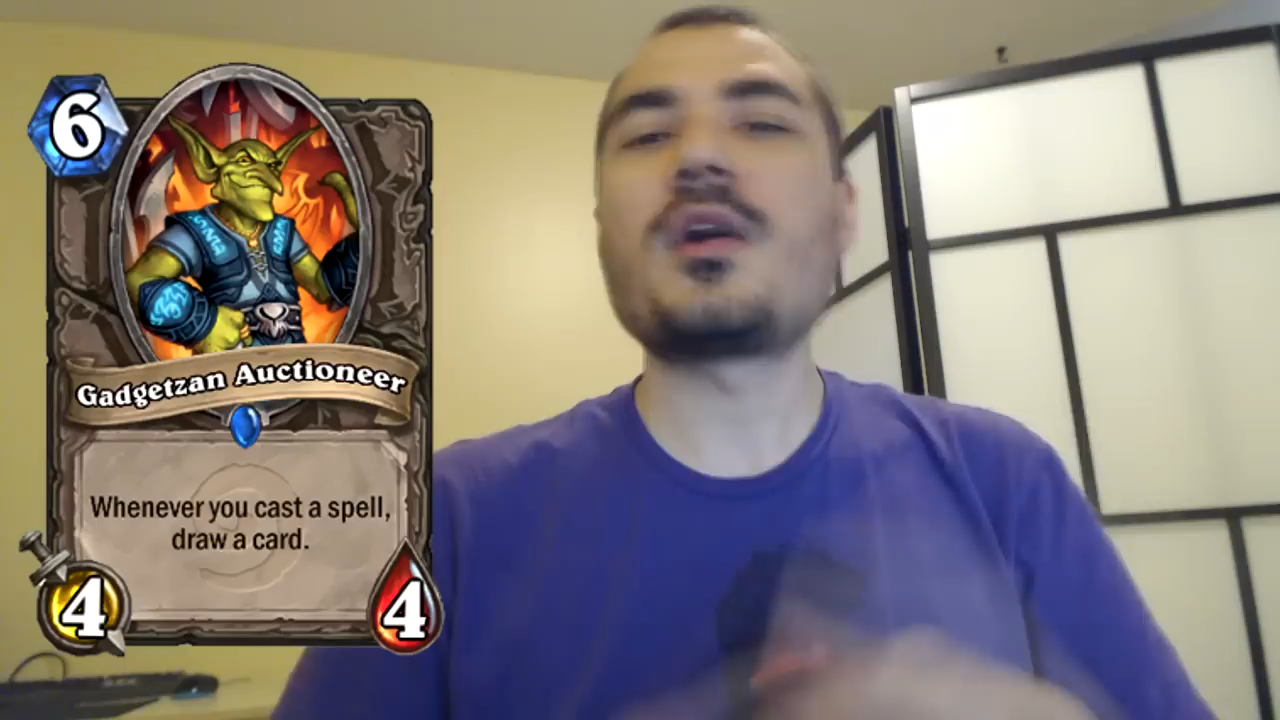 6
Gadgetzan Auctioneer
Whenever you cast a spell,
draw a card.
4
4